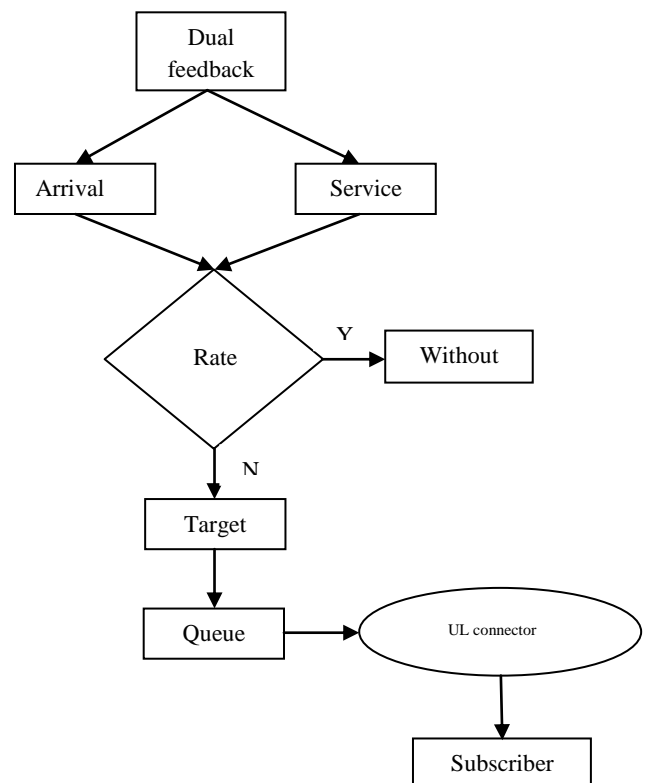 Dual
feedback
Arrival
Service
Rate
Y
Without
N
Target
Queue
UL connector
Subscriber